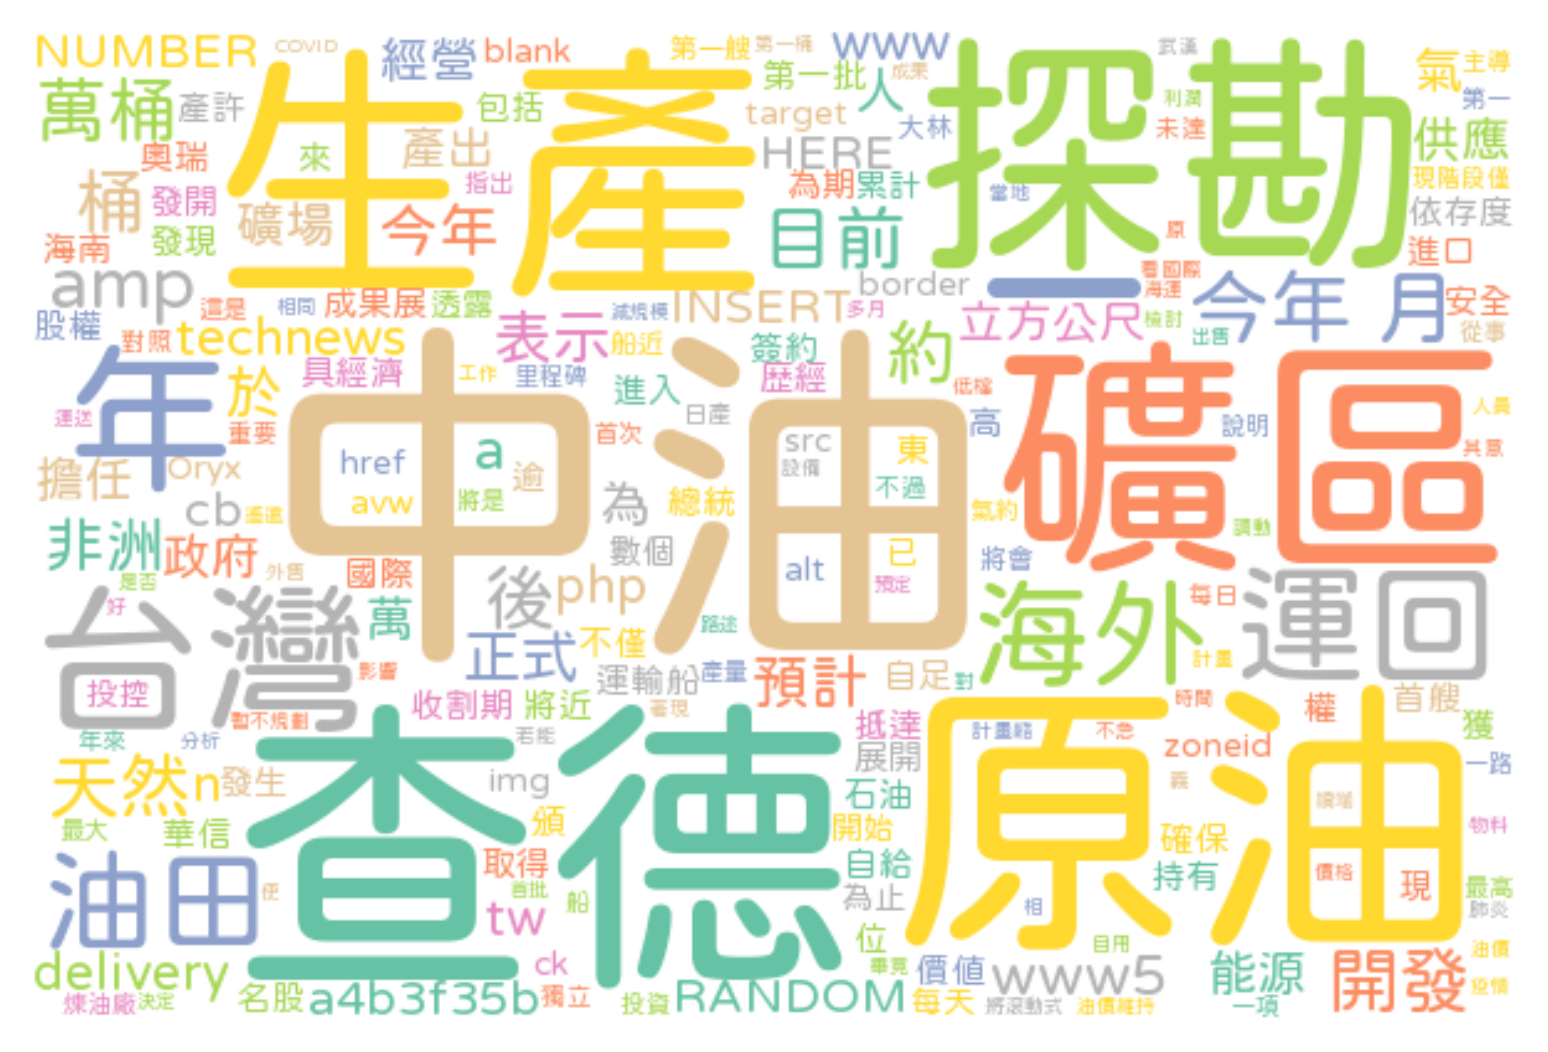 NUMBER
COVID
經營
blank
第一艘
第一桶
www
武漢
氣
主導
萬桶
產許
生產
包括
第一批
成果
人
探勘
利潤
第一
target
大林
未達
供應
奧瑞
來
產出
HERE
現階段僅
桶
發開
指出
為期
累計
當地
依存度
礦場
今年
目前
原
海南
發現
進口
amp
border
看國際
海運
一
今年 月
安全
這是
相同
成果展
透露
減規模
INSERT
多月
立方公尺
檢討
出售
從事
股權
對照
technews
表示
船近
簽約
約
年
於
具經濟
工作
里程碑
進入
歷經
低檔
礦區
人員
運送
重要
中油
首次
日產
高
說明
其意
href
a
src
東
擔任
Oryx
逾
設備
不過
avw
將是
為
總統
氣約
cb
遙遠
調動
非洲
政府
數個
已
將會
是否
外售
國際
後
php
alt
預定
每日
台灣
好
萬
路途
海外
運回
正式
不僅
計畫
影響
運輸船
產量
預計
自足
對
投控
收割期
將近
著現
時間
權
首艘
暫不規劃
抵達
獲
年來
分析
查德
若能
原油
計畫縮
不急
zoneid
展開
一路
天然
n
發生
img
石油
義
最大
華信
頒
開始
確保
物料
油田
取得
自給
價格
現
持有
最高
便
首批
船
為止
相
肺炎
tw
位
自用
油價
delivery
ck
畢竟
價值
www5
能源
開發
疫情
煉油廠
決定
名股
a4b3f35b
獨立
投資
RANDOM
每天
將滾動式
油價維持
一項